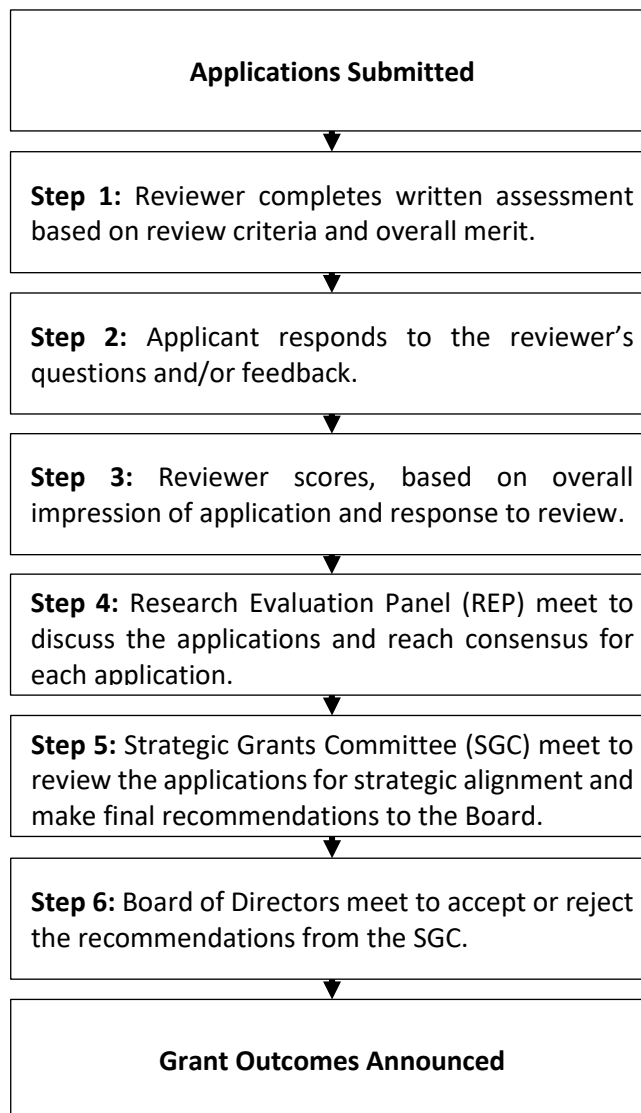 Applications Submitted
Step 1: Reviewer completes written assessment
based on review criteria and overall merit.
Step 2: Applicant responds to the reviewer’s
questions and/or feedback.
Step 3: Reviewer scores, based on overall
impression of application and response to review.
Step 4: Research Evaluation Panel (REP) meet to
discuss the applications and reach consensus for
each application.
Step 5: Strategic Grants Committee (SGC) meet to
review the applications for strategic alignment and
make final recommendations to the Board.
Step 6: Board of Directors meet to accept or reject
the recommendations from the SGC.
Grant Outcomes Announced